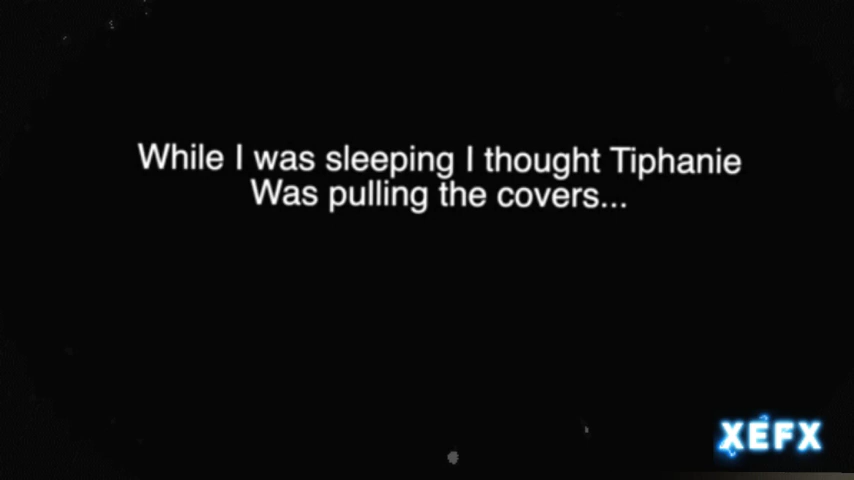 While I was sleeping I thought Tiphanie
Was pulling the covers...
XEFX